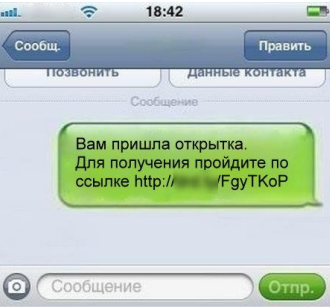 18:42
Сообщ.
Править
Позвонить
Данные контакта
Сообщение
Вам пришла открытка.
Для получения пройдите по
ссылке http:// /FgyTKoP
Сообщение
Отпр.